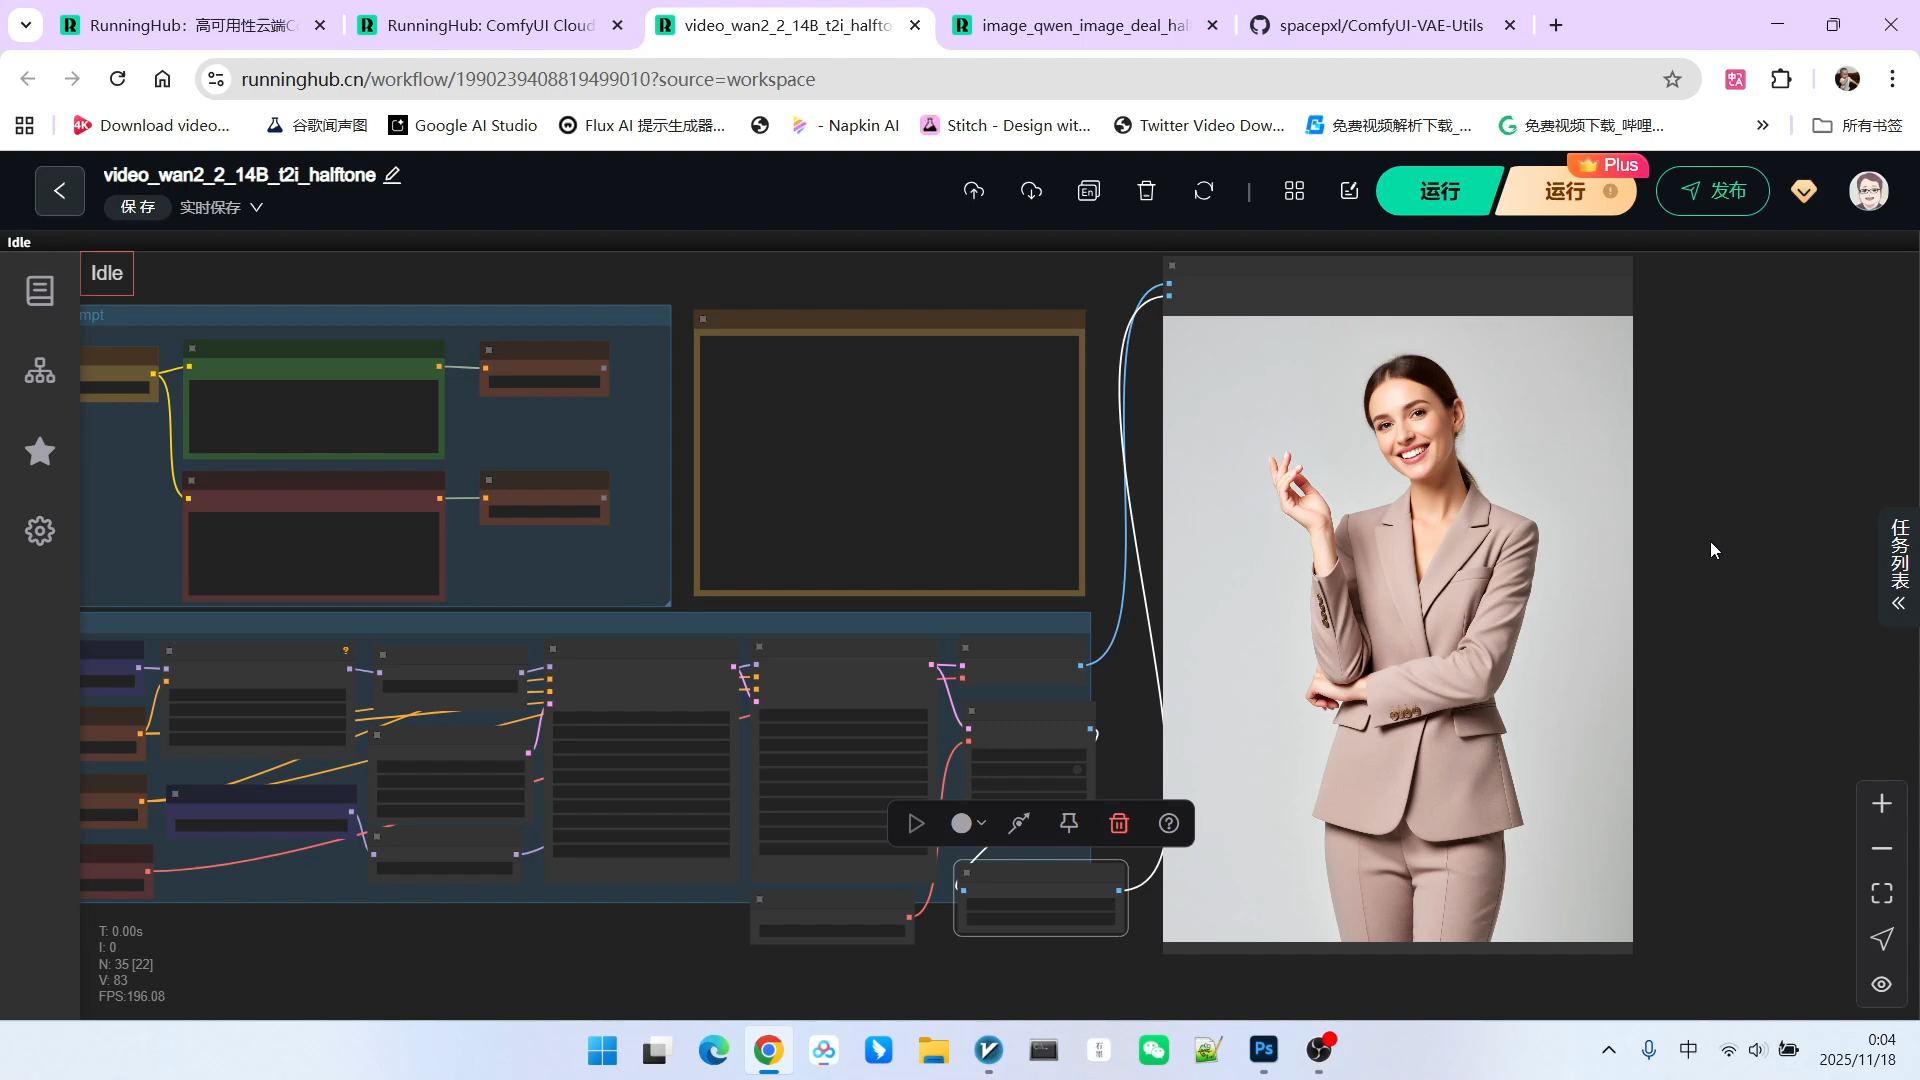 RunningHub：高可用性云端C
RunningHub: ComfyUI Cloud
video_wan2_2_14B_t2i_halfto
image_qwen_image_deal_hal
spacepxl/ComfyUI-VAE-Utils
runninghub.cn/workflow/1990239408819499010?source=workspace
Download video...
谷歌闻声图
Google AI Studio
Flux AI 提示生成器...
- Napkin AI
Stitch - Design wit...
Twitter Video Dow...
免费视频解析下载_...
免费视频下载_哔哩...
所有书签
video_wan2_2_14B_t2i_halftone
保存
实时保存
En
运行
运行
Plus
发布
Idle
Idle
mpt
?
任务列表
T: 0.00s
I: 0
N: 35 [22]
V: 83
FPS:196.08
Ps
中
0:04
2025/11/18